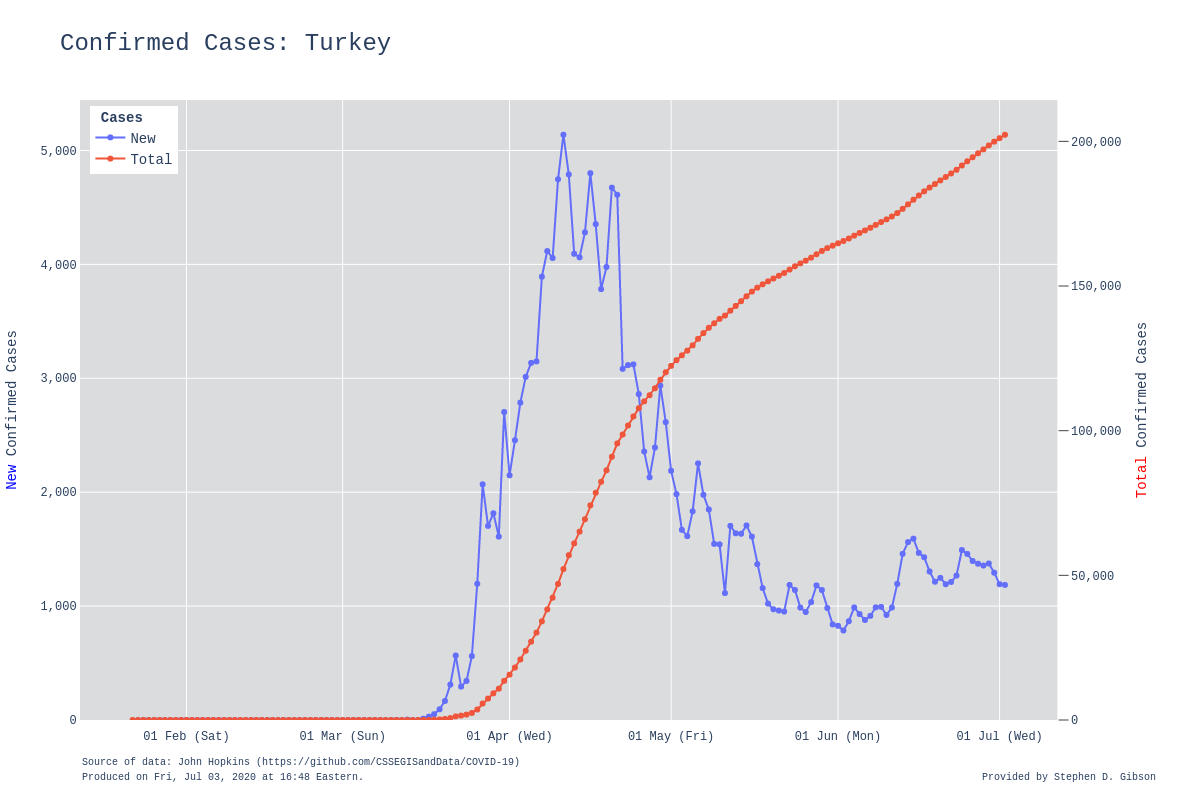 Confirmed Cases: Turkey
Cases
New
Total
5,000
4,000
3,000
2,000
1,000
0
200,000
150,000
100,000
50,000
0
New Confirmed Cases
Total Confirmed Cases
01 Feb (Sat)
01 Mar (Sun)
01 Apr (Wed)
01 May (Fri)
01 Jun (Mon)
01 Jul (Wed)
Source of data: John Hopkins (https://github.com/CSSEGISandData/COVID-19)
Produced on Fri, Jul 03, 2020 at 16:48 Eastern.
Provided by Stephen D. Gibson